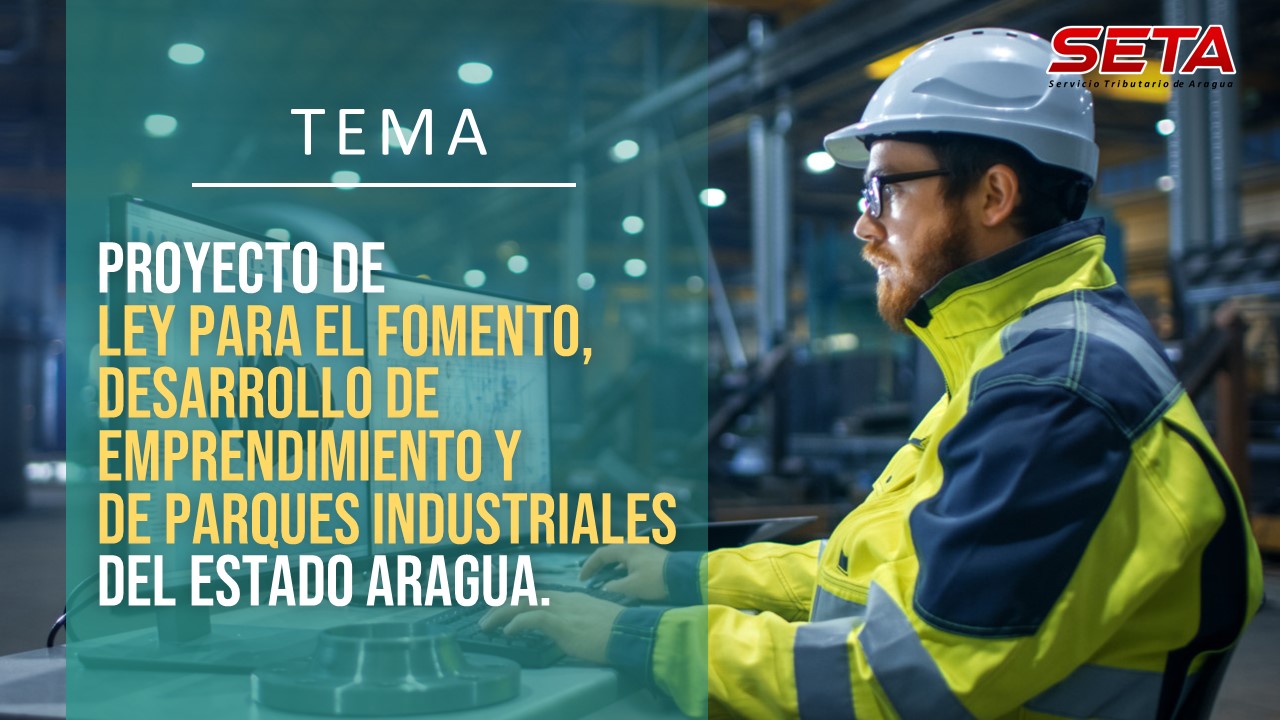 SETA
Servicio Tributario de Aragua
TEMA
PROYECTO DE
LEY PARA EL FOMENTO,
DESARROLLO DE
EMPRENDIMIENTO Y
DE PARQUES INDUSTRIALES
DEL ESTADO ARAGUA.